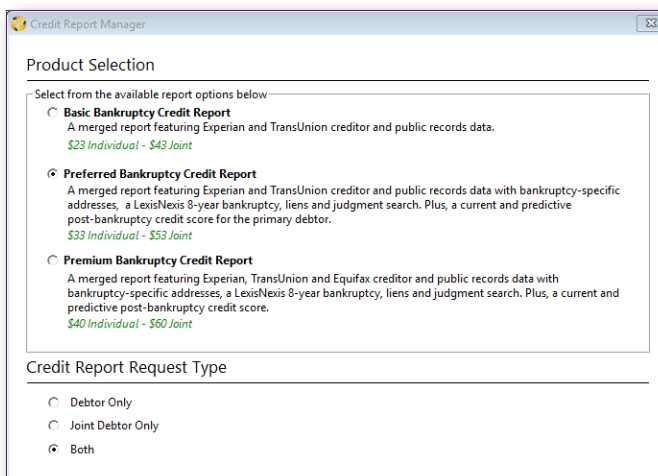 Credit Report Manager
Product Selection
Select from the available report options below
Basic Bankruptcy Credit Report
A merged report featuring Experian and TransUnion creditor and public records data.
$23 Individual - $43 Joint
Preferred Bankruptcy Credit Report
A merged report featuring Experian and TransUnion creditor and public records data with bankruptcy-specific
addresses, a LexisNexis 8-year bankruptcy, liens and judgment search. Plus, a current and predictive
post-bankruptcy credit score for the primary debtor.
$33 Individual - $53 Joint
Premium Bankruptcy Credit Report
A merged report featuring Experian, TransUnion and Equifax creditor and public records data with
bankruptcy-specific addresses, a LexisNexis 8-year bankruptcy, liens and judgment search. Plus, a current and
predictive post-bankruptcy credit score.
$40 Individual - $60 Joint
Credit Report Request Type
Debtor Only
Joint Debtor Only
Both